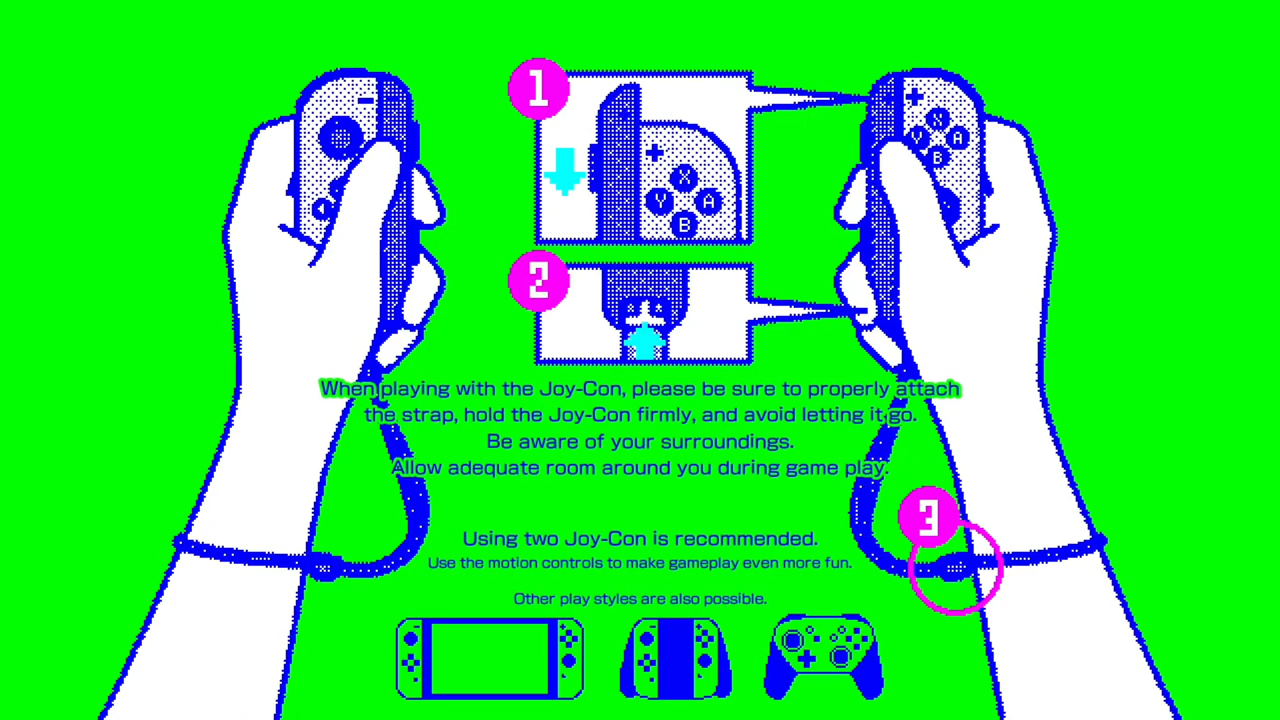 1
X
Y A
B
X
Y A
B
2
When playing with the Joy-Con, please be sure to properly attach
the strap, hold the Joy-Con firmly, and avoid letting it go.
Be aware of your surroundings.
Allow adequate room around you during game play.
3
Using two Joy-Con is recommended.
Use the motion controls to make gameplay even more fun.
Other play styles are also possible.